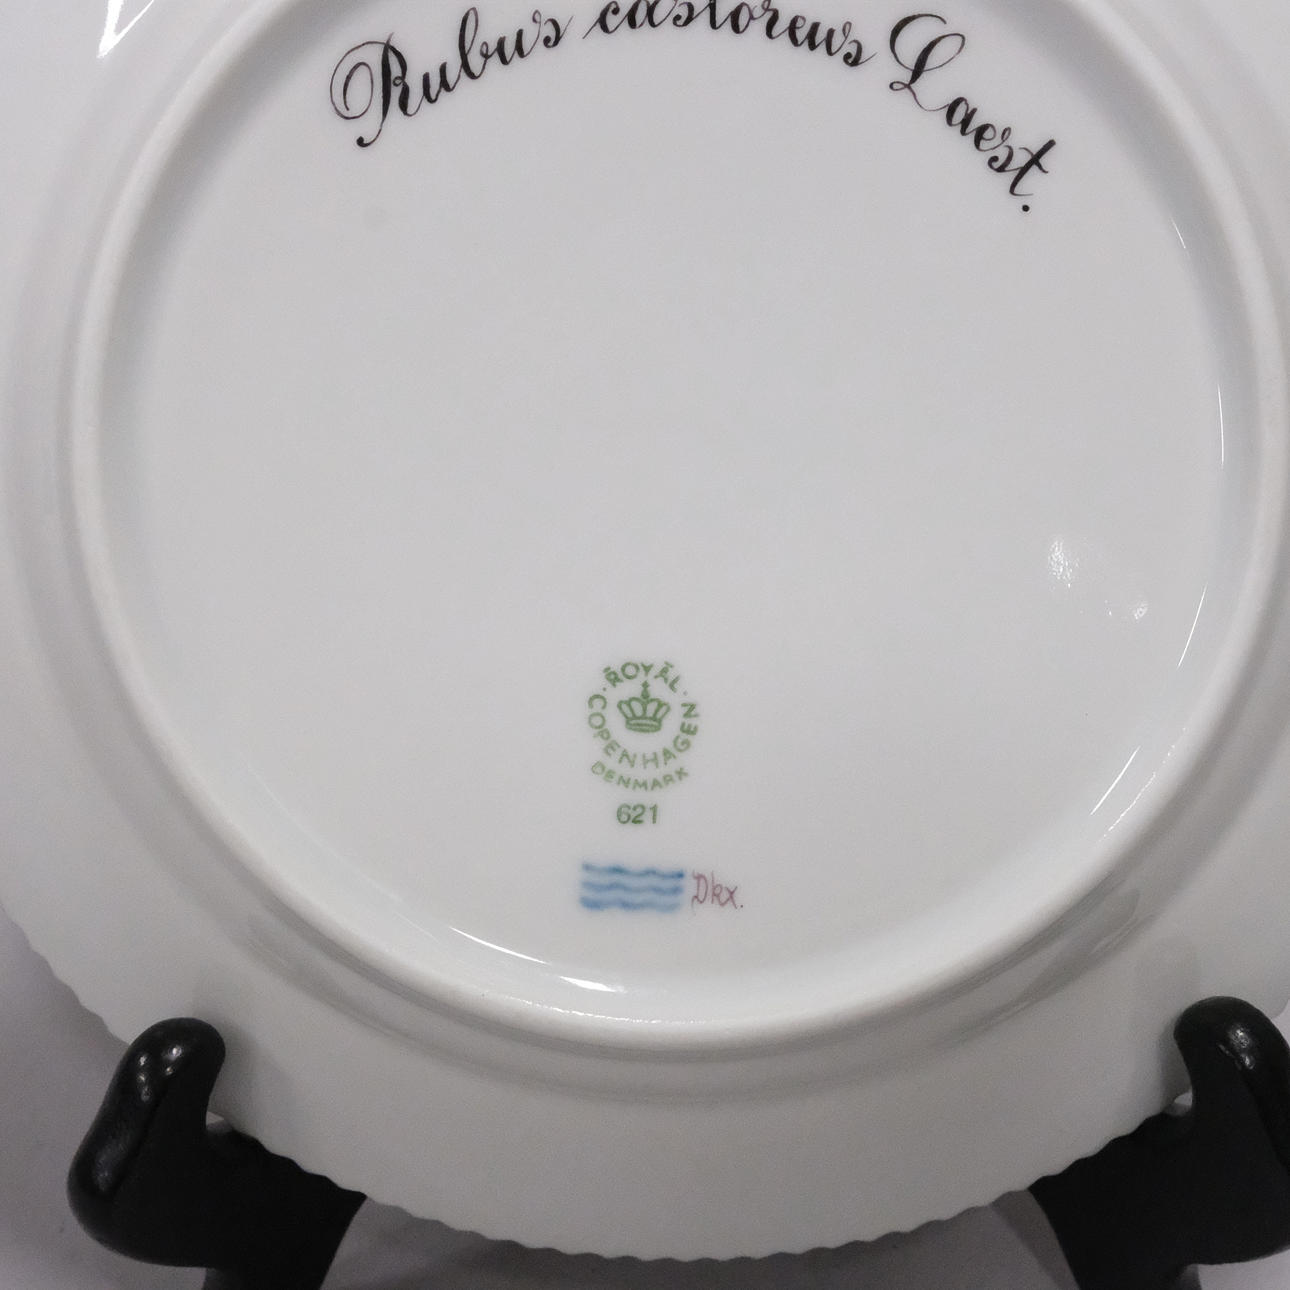 Rubus castoreus Laest.
ROYAL
COPENHAGEN
DENMARK
621
Dkx.